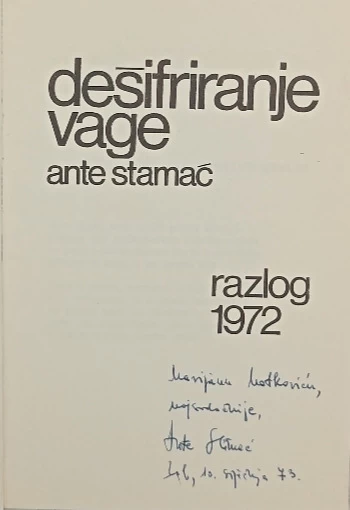 dešifriranje
vage
ante stamać
razlog
1972
Marijanu Matkoviću,
najsrdačnije,
Ante Stamać
Zgb, 10. siječnja 73.